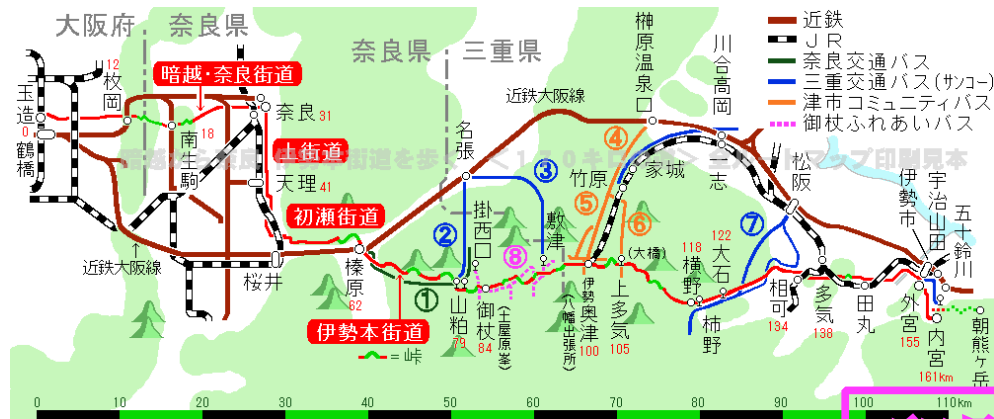 大阪府
奈良県
奈良県
三重県
近鉄
JR
奈良交通バス
三重交通バス(サンコー)
津市コミュニティバス
御杖ふれあいバス
暗越・奈良街道
上街道
初瀬街道
伊勢本街道
=峠
近鉄大阪線
近鉄大阪線
玉造
0
鶴橋
12
枚岡
南生駒
18
奈良
31
天理
41
桜井
榛原
62
名張
掛西口
山粕
79
御杖
84
(土屋原峯)
敷津
(八幡出張所)
伊勢奥津
100
上多気
105
(大橋)
竹原
家城
榊原温泉口
川合高岡
一志
松阪
118
横野
122
大石
柿野
相可
134
多気
138
田丸
伊勢市
宇治山田
五十鈴川
外宮
155
内宮
161km
朝熊ヶ岳
①
②
③
④
⑤
⑥
⑦
⑧
0
10
20
30
40
50
60
70
80
90
100
110Km